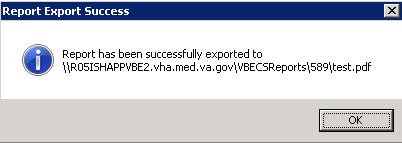 Report Export Success
Report has been successfully exported to
\\R05ISHAPPVBE2.vha.med.va.gov\VBECSReports\589\test.pdf
OK